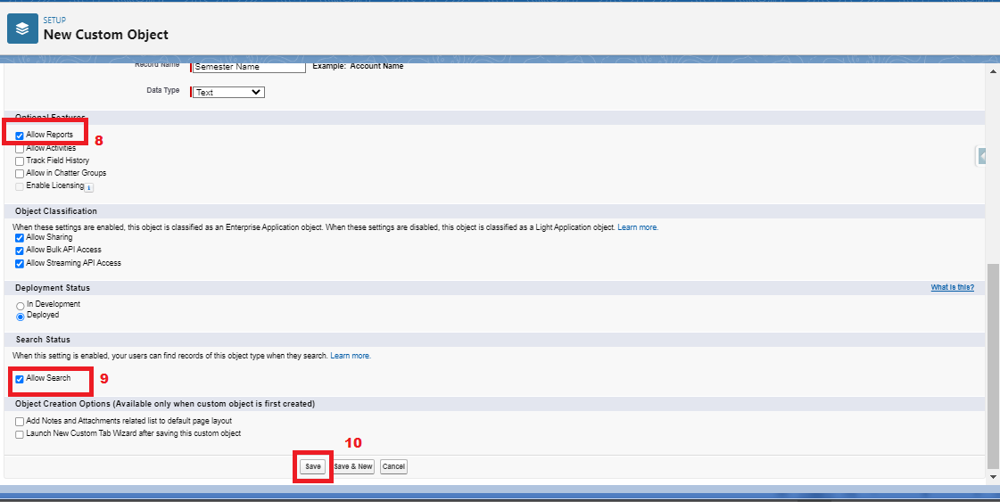 SETUP
New Custom Object
Record Name Semester Name Example: Account Name
Data Type Text
Optional Features
Allow Reports 8
Allow Activities
Track Field History
Allow in Chatter Groups
Enable Licensing i
Object Classification
When these settings are enabled, this object is classified as an Enterprise Application object. When these settings are disabled, this object is classified as a Light Application object. Learn more.
Allow Sharing
Allow Bulk API Access
Allow Streaming API Access
Deployment Status What is this?
In Development
Deployed
Search Status
When this setting is enabled, your users can find records of this object type when they search. Learn more.
Allow Search 9
Object Creation Options (Available only when custom object is first created)
Add Notes and Attachments related list to default page layout
Launch New Custom Tab Wizard after saving this custom object
10
Save Save & New Cancel